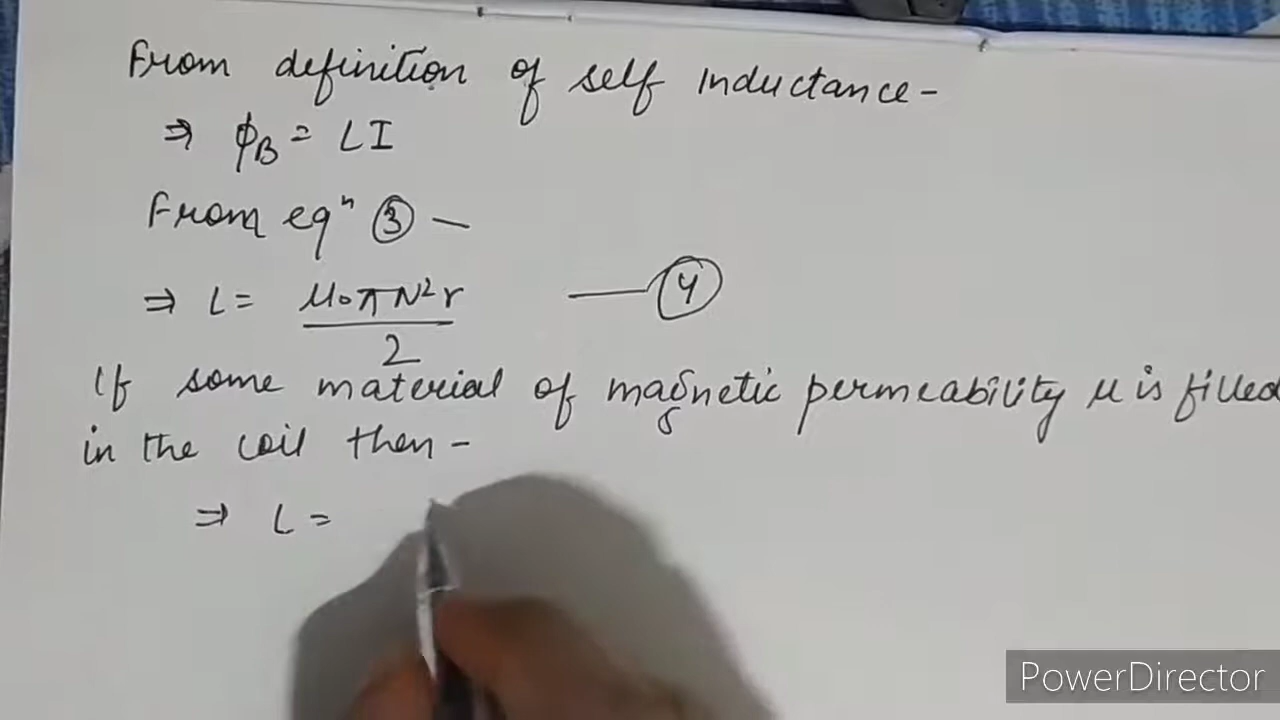 From definition of self inductance -
⇒ ϕB = LI
From eqⁿ ③ —
⇒ L = μ₀πN²r / 2 —— ④
If some material of magnetic permeability μ is filled
in the coil then -
⇒ L =
PowerDirector